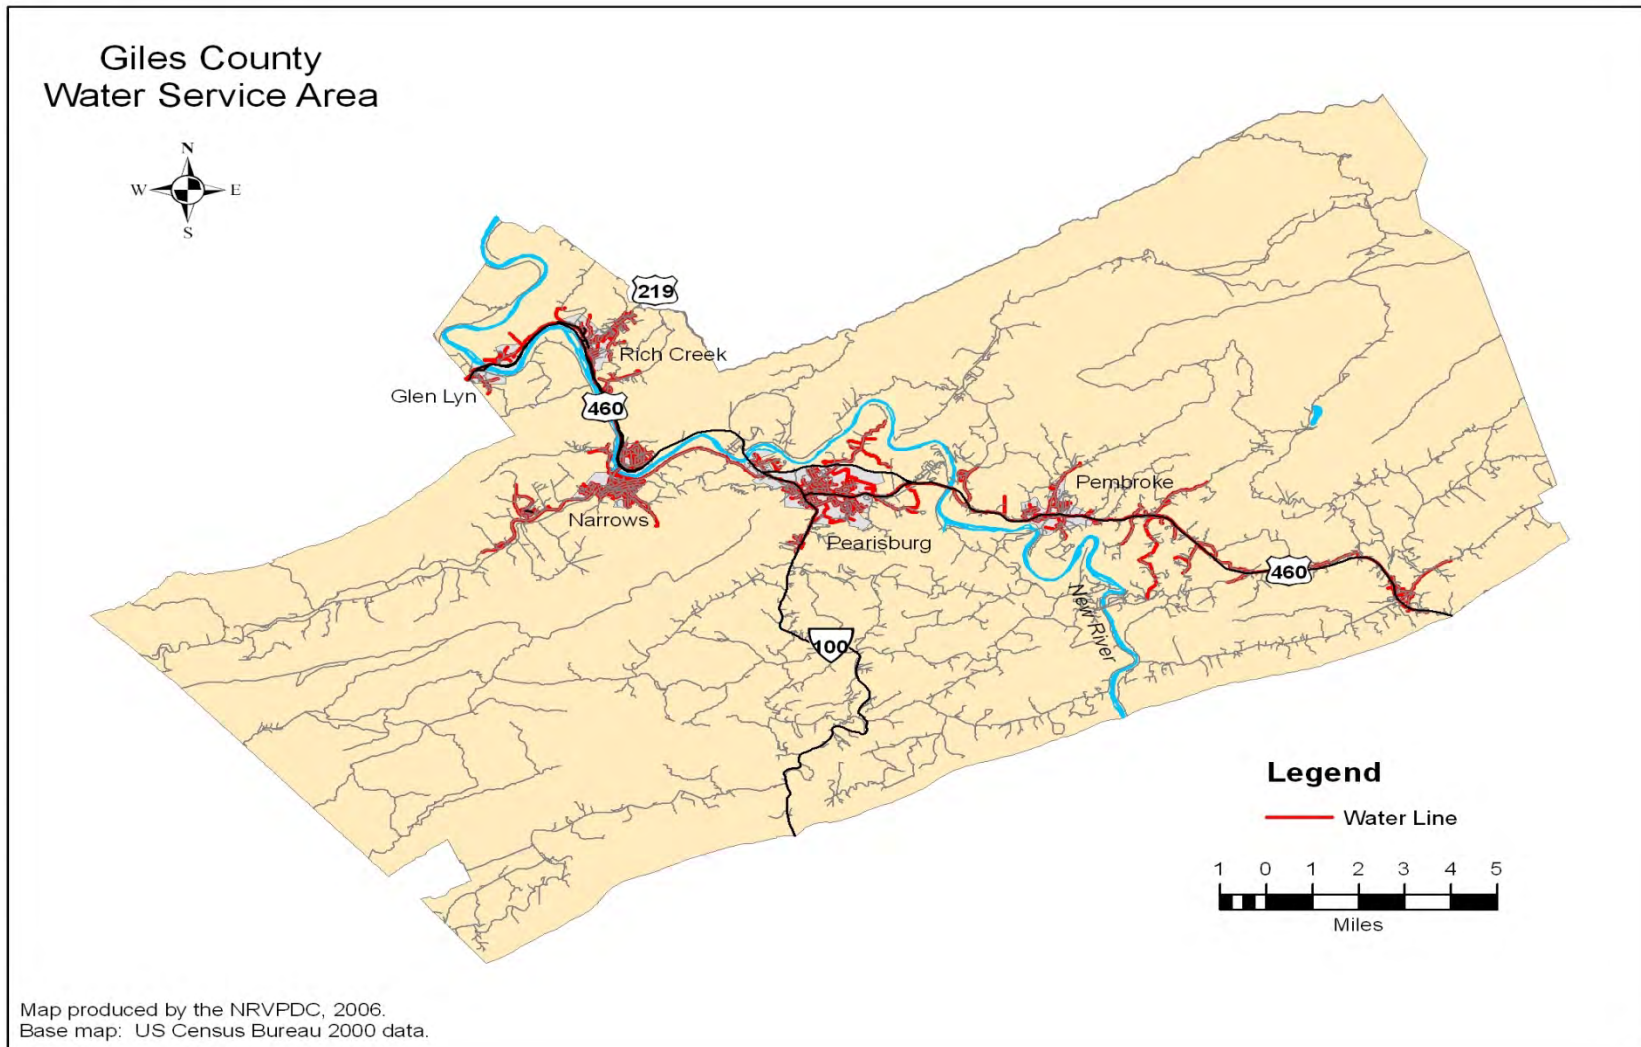 Giles County
Water Service Area
N
W
E
S
219
Rich Creek
Glen Lyn
460
Narrows
Pearisburg
Pembroke
460
New River
100
Legend
Water Line
1 0 1 2 3 4 5
Miles
Map produced by the NRVPDC, 2006.
Base map: US Census Bureau 2000 data.